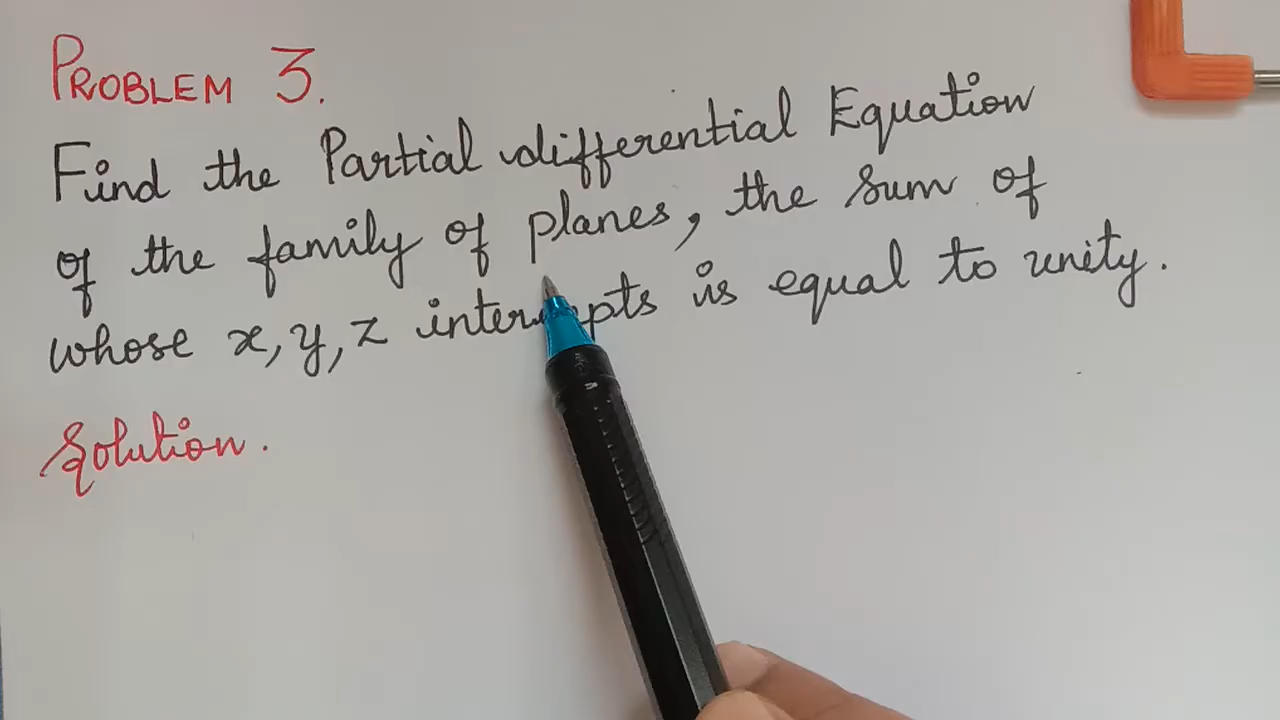 PROBLEM 3.
Find the Partial differential Equation
of the family of planes, the sum of
whose x, y, z intercepts is equal to unity.
Solution.